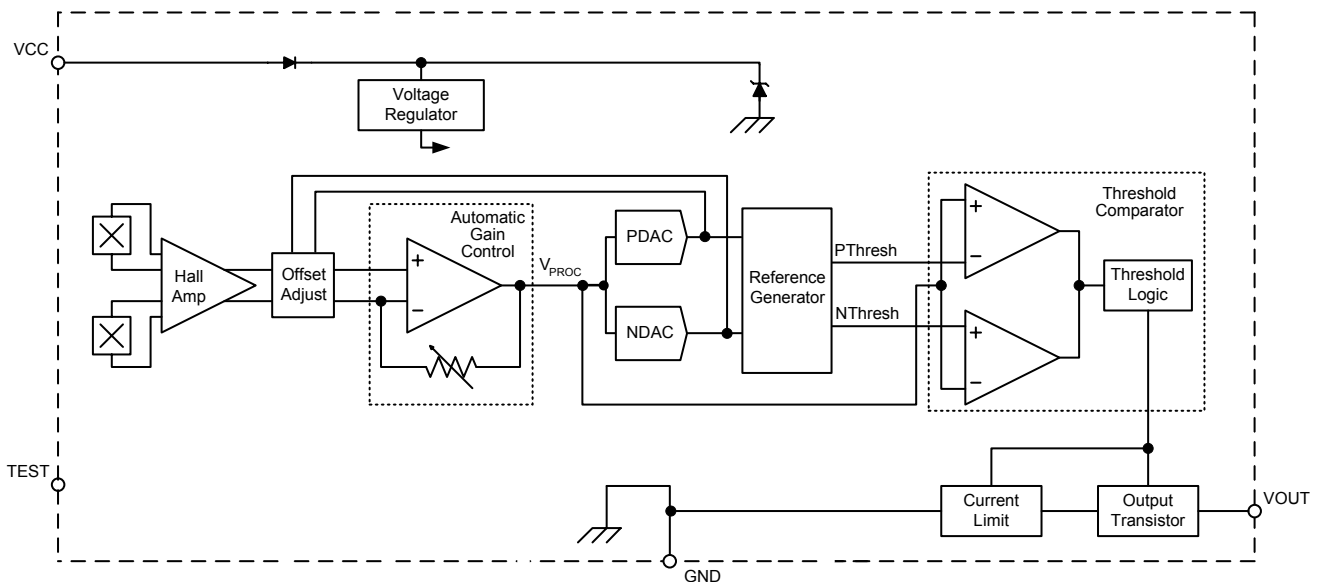 VCC
Voltage
Regulator
Hall
Amp
Offset
Adjust
Automatic
Gain
Control
+
−
VPROC
PDAC
NDAC
Reference
Generator
PThresh
NThresh
Threshold
Comparator
+
−
+
−
Threshold
Logic
TEST
Current
Limit
Output
Transistor
VOUT
GND